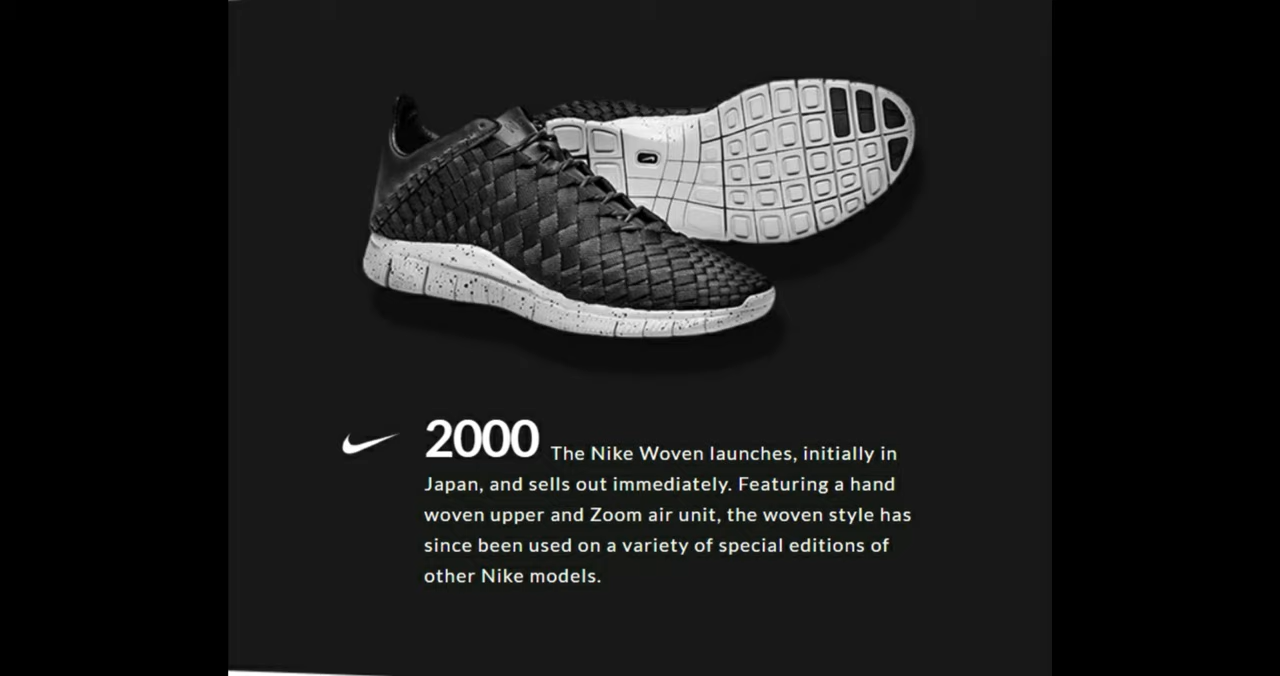 2000 The Nike Woven launches, initially in
Japan, and sells out immediately. Featuring a hand
woven upper and Zoom air unit, the woven style has
since been used on a variety of special editions of
other Nike models.